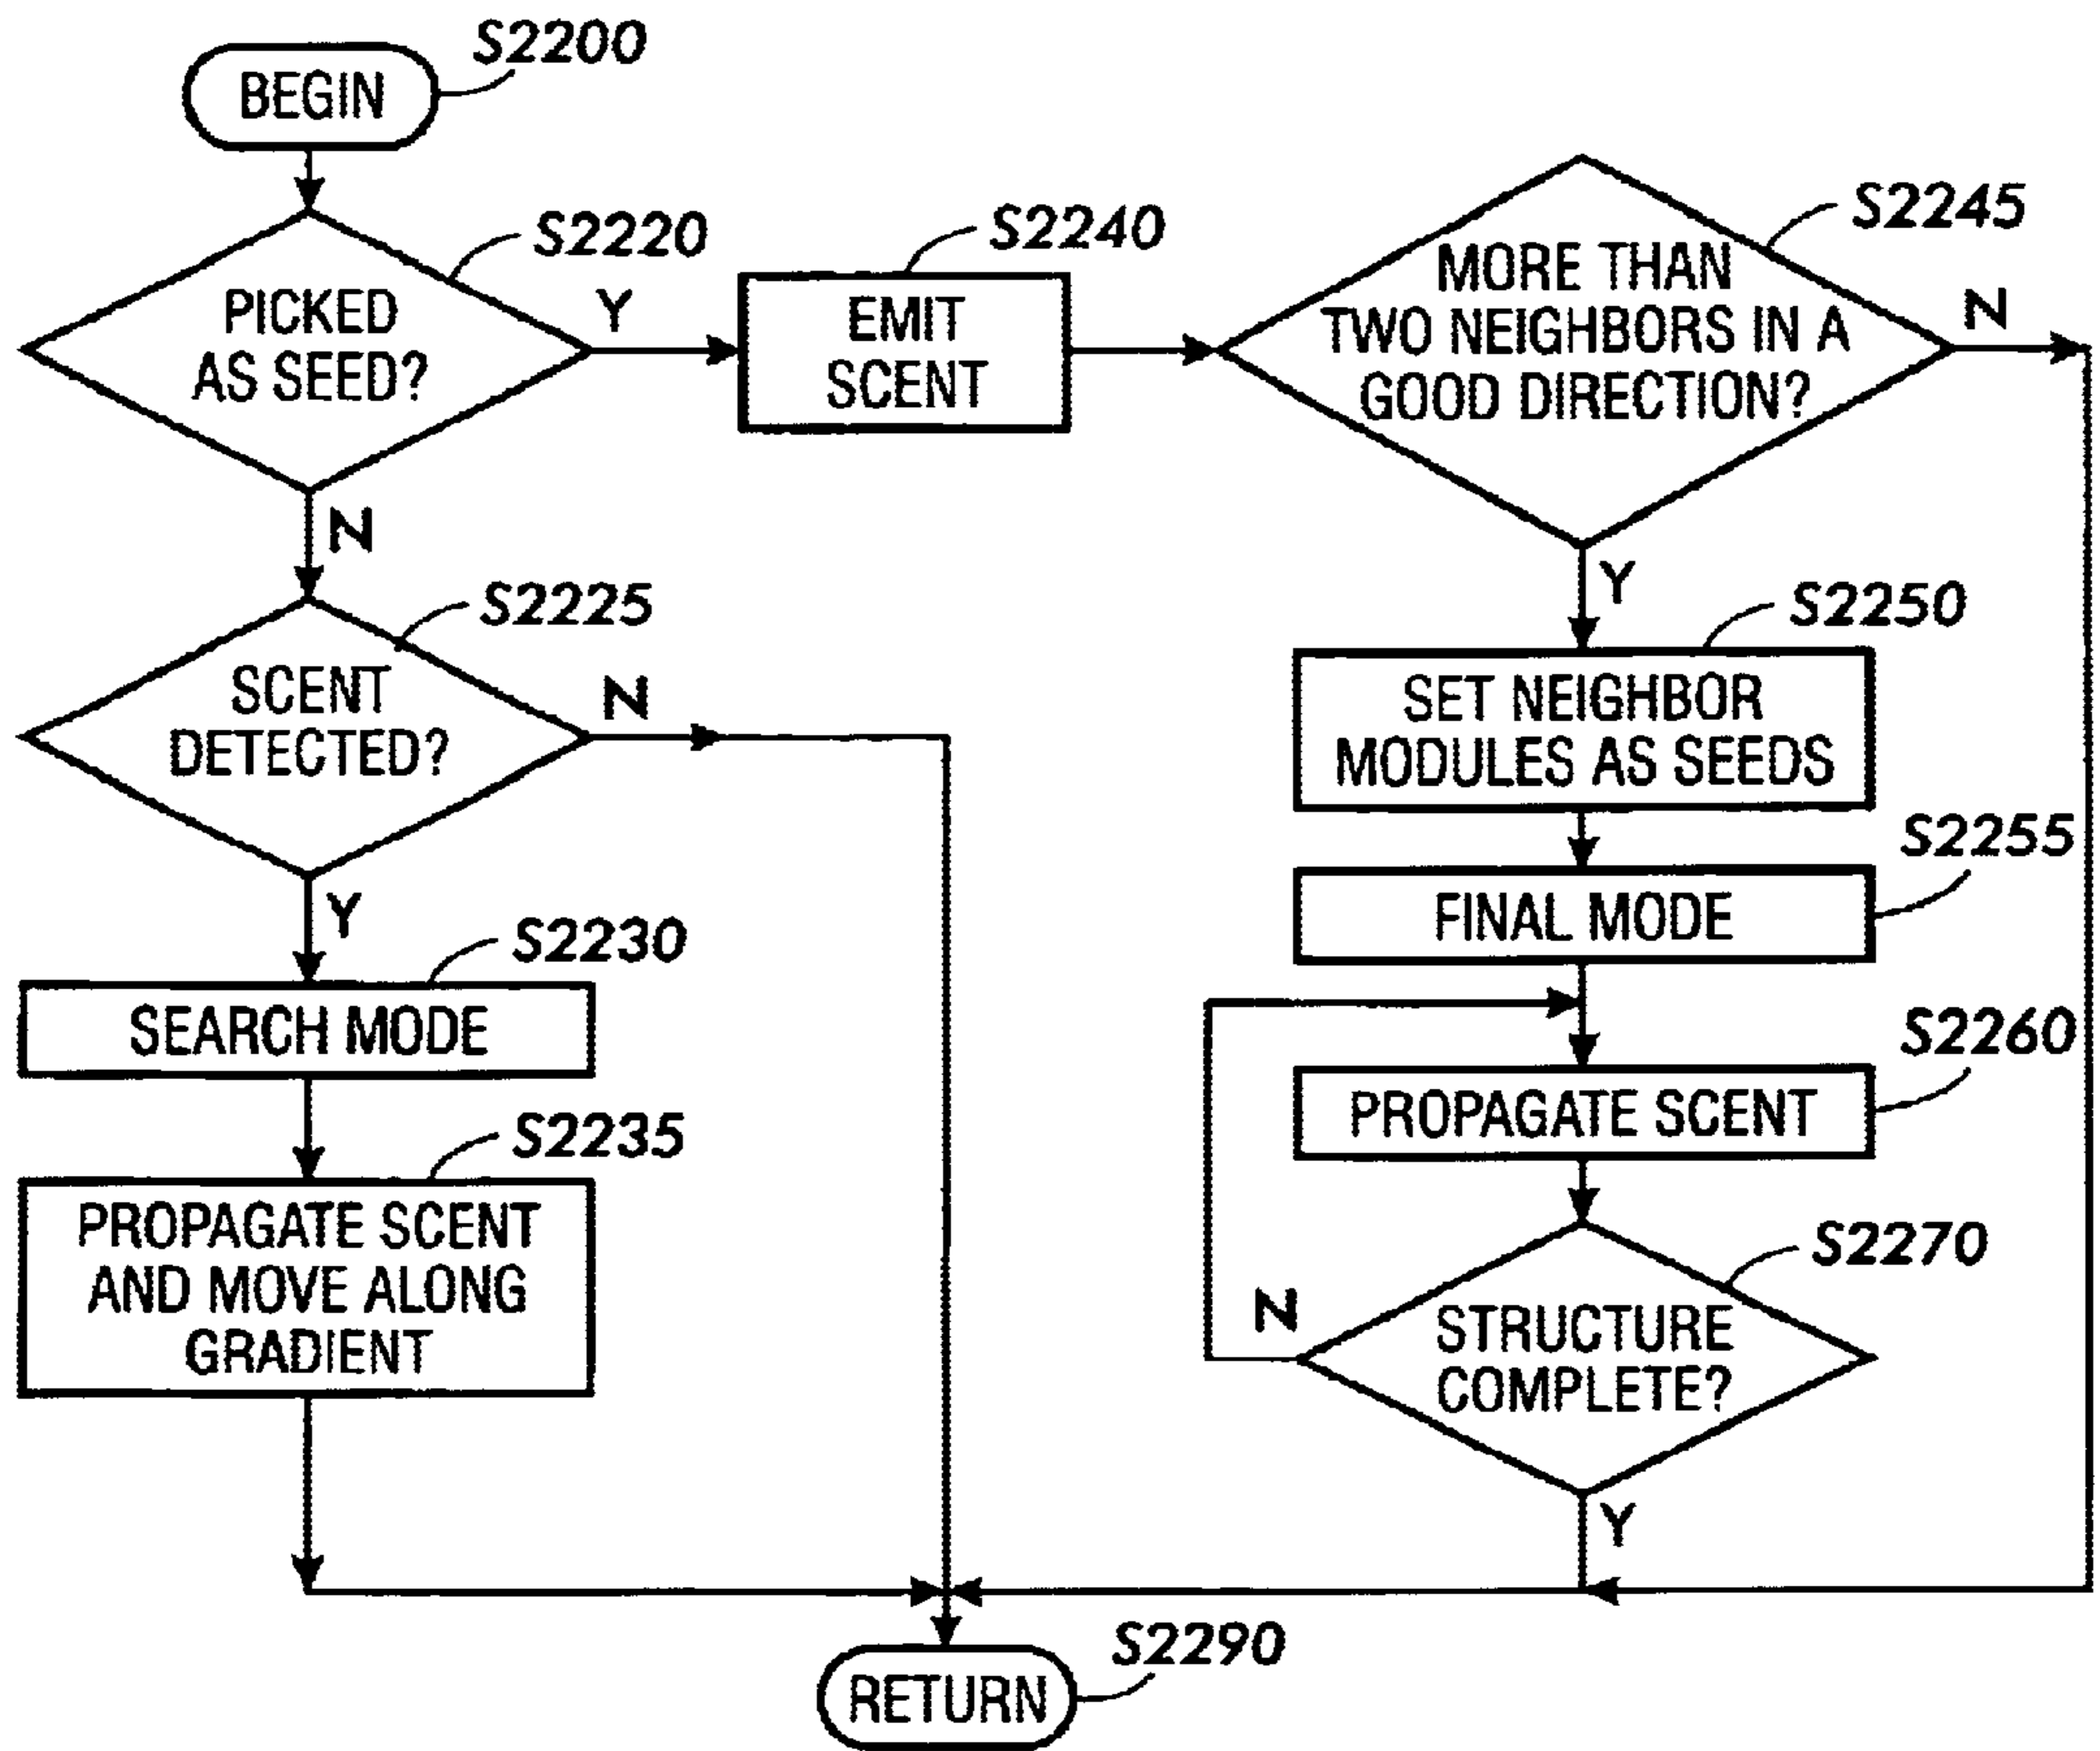 S2200
BEGIN
S2220
PICKED
AS SEED?
Y
N
S2240
EMIT
SCENT
S2245
MORE THAN
TWO NEIGHBORS IN A
GOOD DIRECTION?
N
Y
S2225
SCENT
DETECTED?
N
Y
S2250
SET NEIGHBOR
MODULES AS SEEDS
S2255
FINAL MODE
S2230
SEARCH MODE
S2260
PROPAGATE SCENT
S2235
PROPAGATE SCENT
AND MOVE ALONG
GRADIENT
S2270
STRUCTURE
COMPLETE?
N
Y
S2290
RETURN